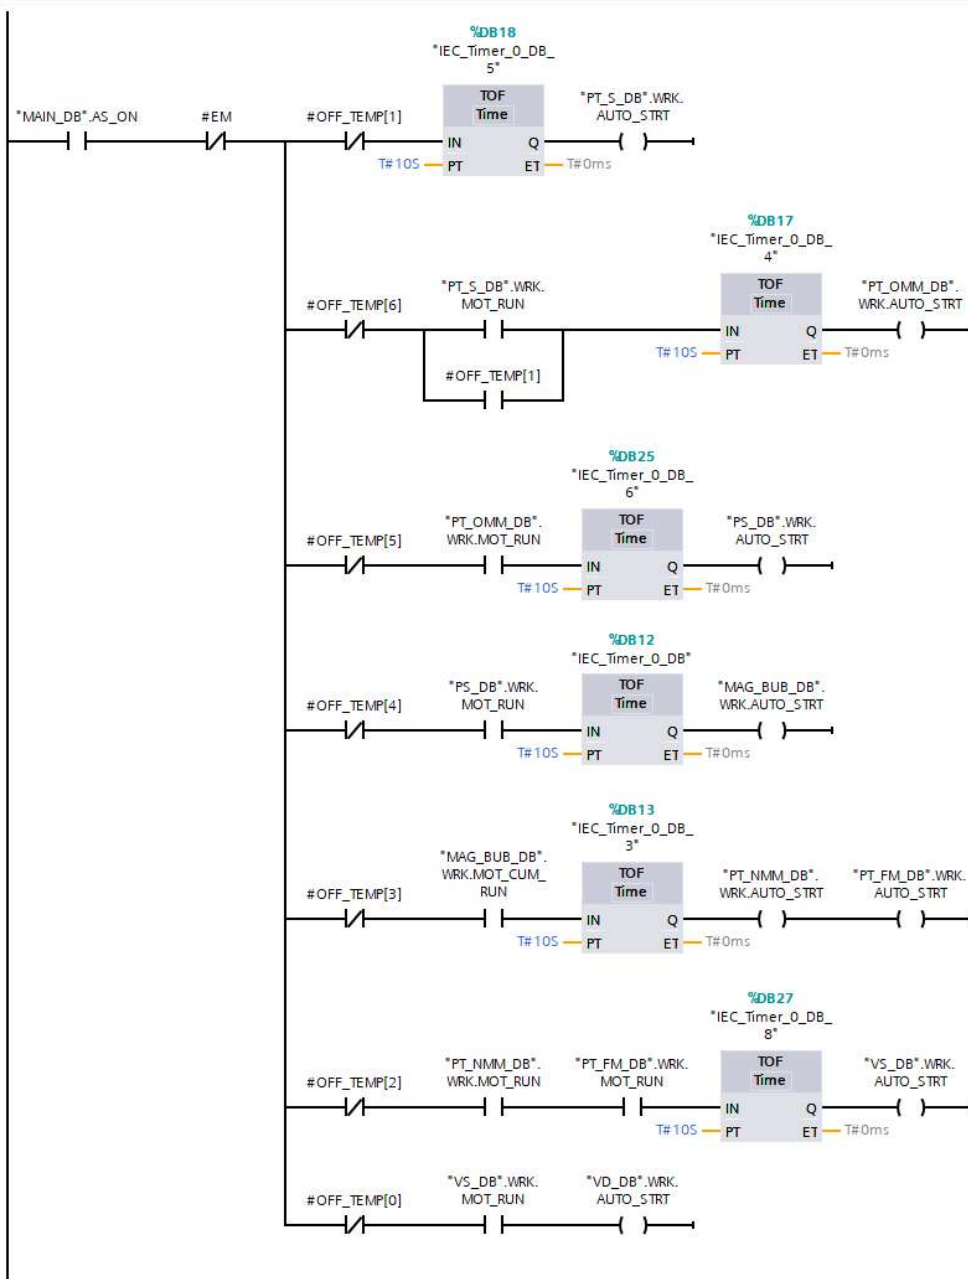 %DB18
"IEC_Timer_0_DB_
5"
"MAIN_DB".AS_ON
#EM
#OFF_TEMP[1]
TOF
Time
"PT_S_DB".WRK.
AUTO_STRT
IN
Q
T#10S
PT
ET
T#0ms
%DB17
"IEC_Timer_0_DB_
4"
#OFF_TEMP[6]
"PT_S_DB".WRK.
MOT_RUN
TOF
Time
"PT_OMM_DB".
WRK.AUTO_STRT
IN
Q
T#10S
PT
ET
T#0ms
#OFF_TEMP[1]
%DB25
"IEC_Timer_0_DB_
6"
#OFF_TEMP[5]
"PT_OMM_DB".
WRK.MOT_RUN
TOF
Time
"PS_DB".WRK.
AUTO_STRT
IN
Q
T#10S
PT
ET
T#0ms
%DB12
"IEC_Timer_0_DB"
#OFF_TEMP[4]
"PS_DB".WRK.
MOT_RUN
TOF
Time
"MAG_BUB_DB".
WRK.AUTO_STRT
IN
Q
T#10S
PT
ET
T#0ms
%DB13
"IEC_Timer_0_DB_
3"
#OFF_TEMP[3]
"MAG_BUB_DB".
WRK.MOT_CUM_
RUN
TOF
Time
"PT_NMM_DB".
WRK.AUTO_STRT
"PT_FM_DB".WRK.
AUTO_STRT
IN
Q
T#10S
PT
ET
T#0ms
%DB27
"IEC_Timer_0_DB_
8"
#OFF_TEMP[2]
"PT_NMM_DB".
WRK.MOT_RUN
"PT_FM_DB".WRK.
MOT_RUN
TOF
Time
"VS_DB".WRK.
AUTO_STRT
IN
Q
T#10S
PT
ET
T#0ms
#OFF_TEMP[0]
"VS_DB".WRK.
MOT_RUN
"VD_DB".WRK.
AUTO_STRT